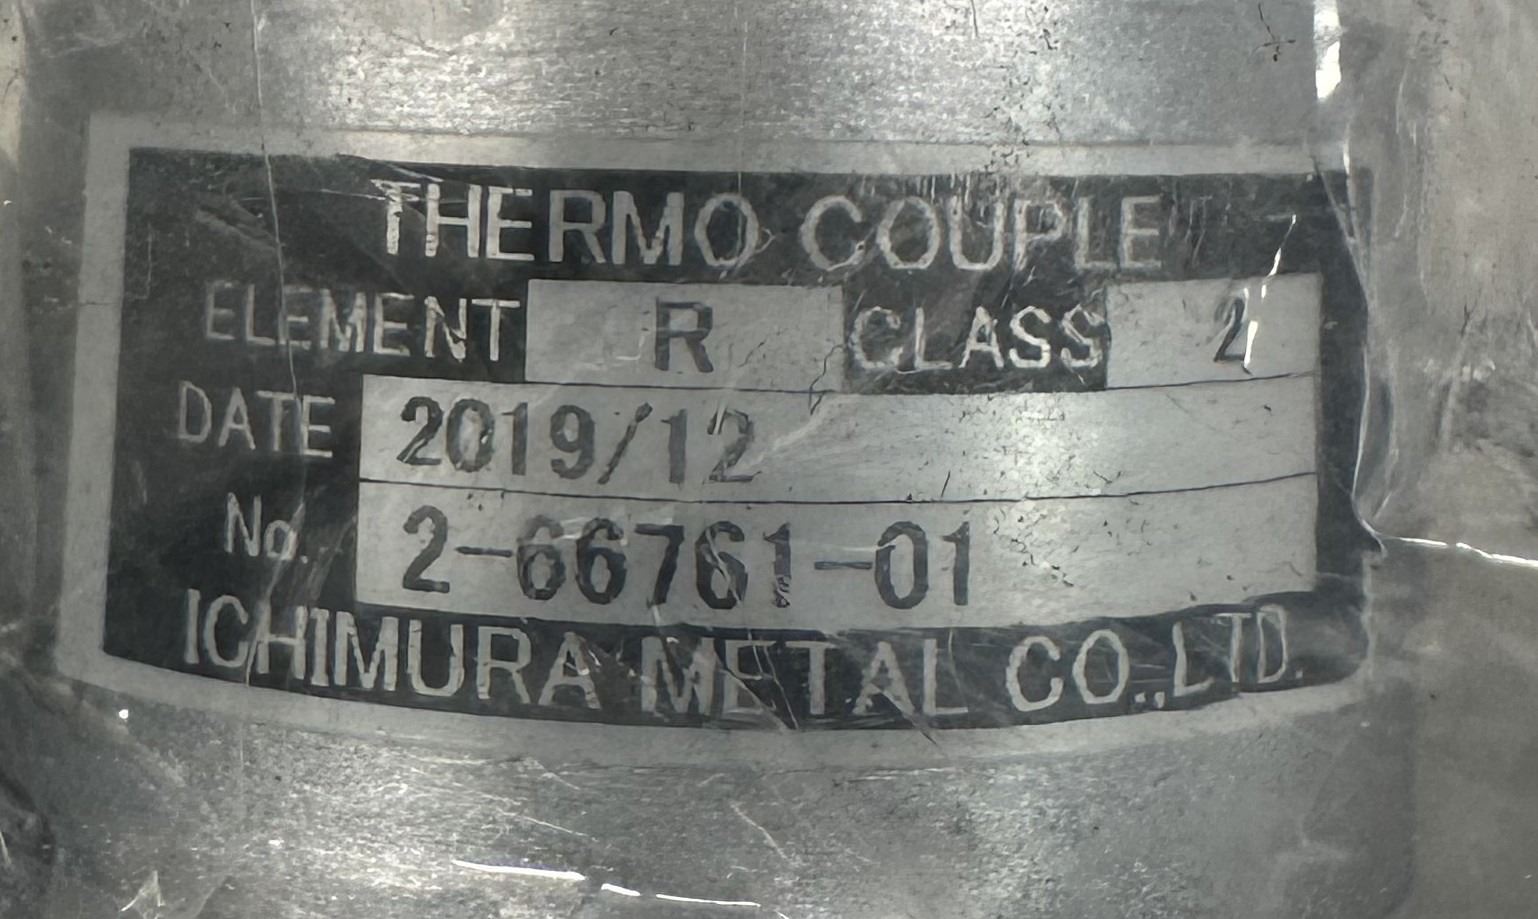 THERMO COUPLE
ELEMENT R CLASS 2
DATE 2019/12
No. 2-66761-01
ICHIMURA METAL CO.,LTD.